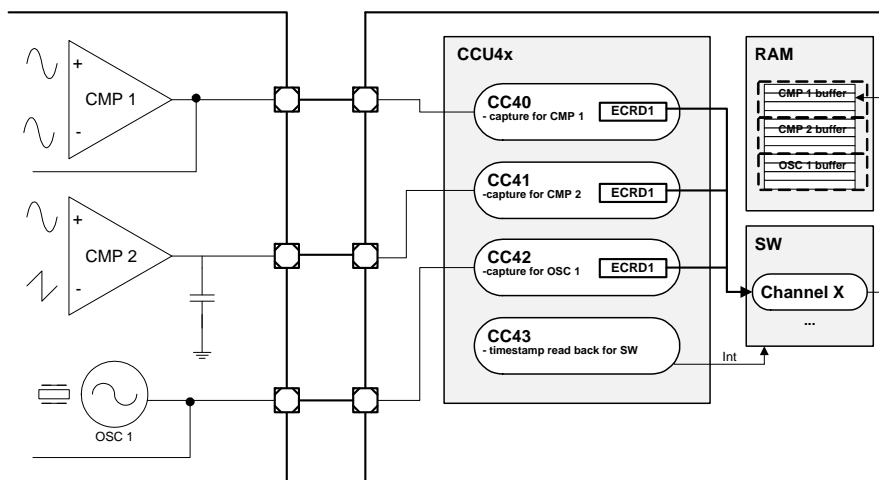 +
CMP 1
-
+
CMP 2
-
OSC 1
CCU4x
CC40
- capture for CMP 1
ECRD1
CC41
-capture for CMP 2
ECRD1
CC42
-capture for OSC 1
ECRD1
CC43
- timestamp read back for SW
Int
RAM
CMP 1 buffer
CMP 2 buffer
OSC 1 buffer
SW
Channel X
...